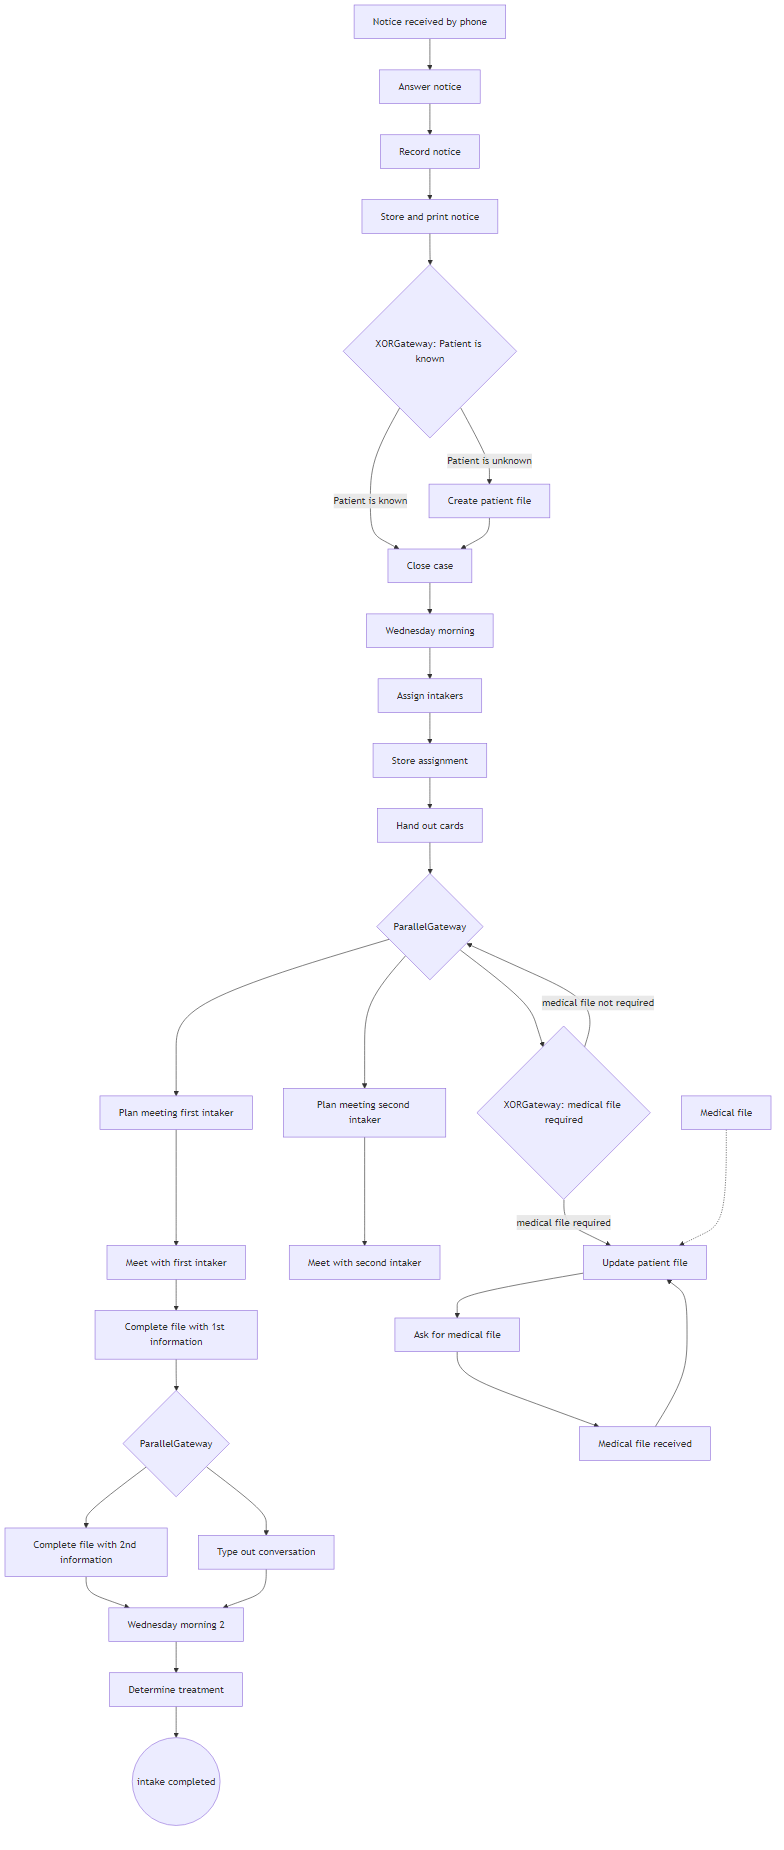 Notice received by phone
Answer notice
Record notice
Store and print notice
XORGateway: Patient is
known
Patient is unknown
Patient is known
Create patient file
Close case
Wednesday morning
Assign intakers
Store assignment
Hand out cards
ParallelGateway
medical file not required
Plan meeting first intaker
Plan meeting second
intaker
XORGateway: medical file
required
Medical file
medical file required
Meet with first intaker
Meet with second intaker
Update patient file
Complete file with 1st
information
Ask for medical file
ParallelGateway
Medical file received
Complete file with 2nd
information
Type out conversation
Wednesday morning 2
Determine treatment
intake completed